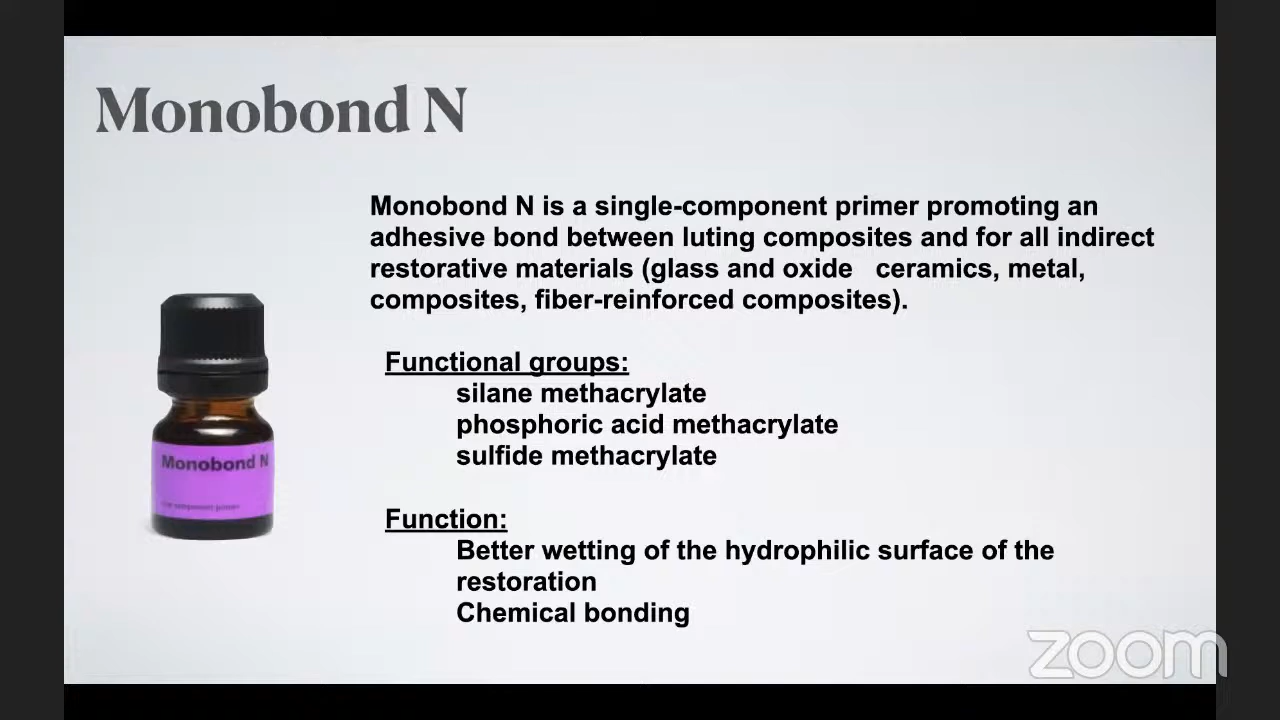 Monobond N
Monobond N is a single-component primer promoting an
adhesive bond between luting composites and for all indirect
restorative materials (glass and oxide ceramics, metal,
composites, fiber-reinforced composites).
Functional groups:
silane methacrylate
phosphoric acid methacrylate
sulfide methacrylate
Monobond N
component primer
Function:
Better wetting of the hydrophilic surface of the
restoration
Chemical bonding
zoom